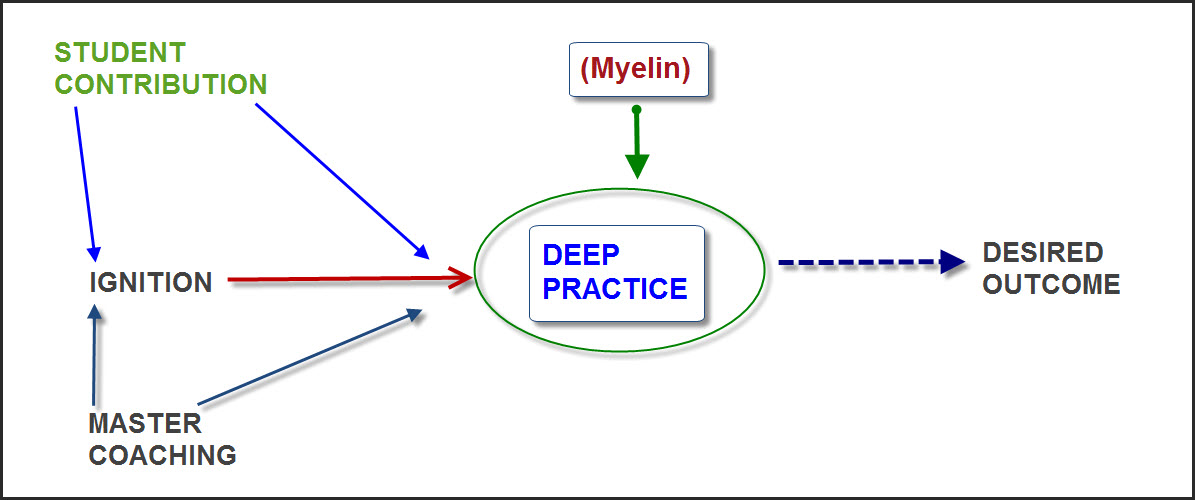 STUDENT
CONTRIBUTION
(Myelin)
DEEP
PRACTICE
DESIRED
OUTCOME
IGNITION
MASTER
COACHING